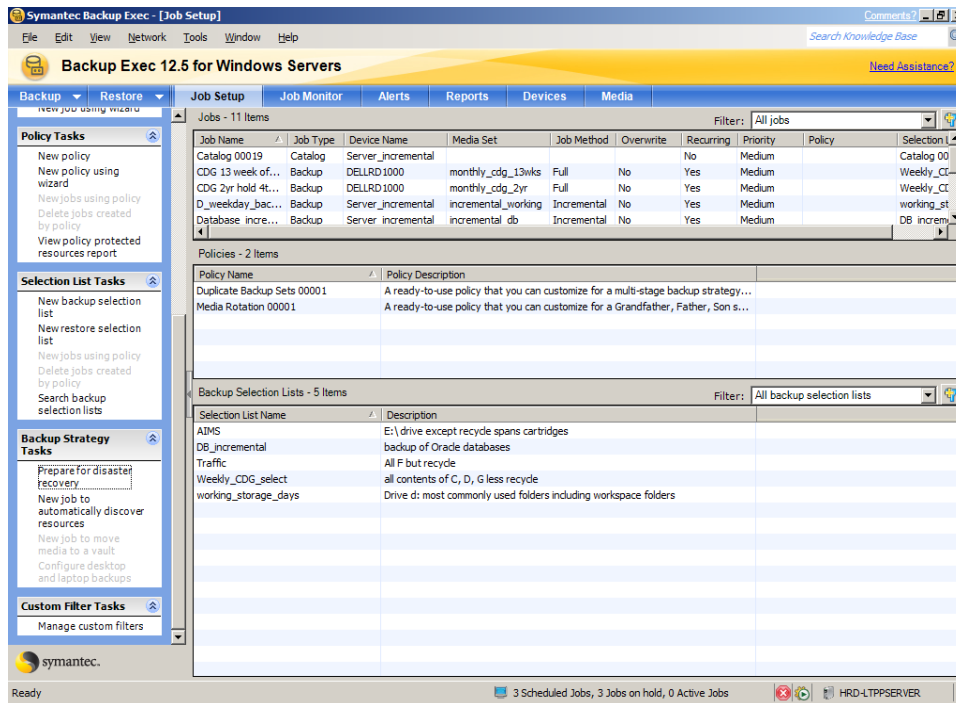 Symantec Backup Exec - [Job Setup]
Comments?
File Edit View Network Tools Window Help
Search Knowledge Base
Backup Exec 12.5 for Windows Servers
Need Assistance?
Backup Restore Job Setup Job Monitor Alerts Reports Devices Media
New job using wizard
Policy Tasks
New policy
New policy using
wizard
New jobs using policy
Delete jobs created
by policy
View policy protected
resources report
Selection List Tasks
New backup selection
list
New restore selection
list
New jobs using policy
Delete jobs created
by policy
Search backup
selection lists
Backup Strategy
Tasks
Prepare for disaster
recovery
New job to
automatically discover
resources
New job to move
media to a vault
Configure desktop
and laptop backups
Custom Filter Tasks
Manage custom filters
symantec.
Jobs - 11 Items
Filter: All jobs
Job Name Job Type Device Name Media Set Job Method Overwrite Recurring Priority Policy Selection L
Catalog 00019 Catalog Server_incremental No Medium Catalog 00
CDG 13 week of... Backup DELLRD1000 monthly_cdg_13wks Full No Yes Medium Weekly_CD
CDG 2yr hold 4t... Backup DELLRD1000 monthly_cdg_2yr Full No Yes Medium Weekly_CD
D_weekday_bac... Backup Server_incremental incremental_working Incremental No Yes Medium working_st
Database incre... Backup Server_incremental incremental_db Incremental No Yes Medium DB_increm
Policies - 2 Items
Policy Name Policy Description
Duplicate Backup Sets 00001 A ready-to-use policy that you can customize for a multi-stage backup strategy...
Media Rotation 00001 A ready-to-use policy that you can customize for a Grandfather, Father, Son s...
Backup Selection Lists - 5 Items
Filter: All backup selection lists
Selection List Name Description
AIMS E:\ drive except recycle spans cartridges
DB_incremental backup of Oracle databases
Traffic All F but recycle
Weekly_CDG_select all contents of C, D, G less recycle
working_storage_days Drive d: most commonly used folders including workspace folders
Ready
3 Scheduled Jobs, 3 Jobs on hold, 0 Active Jobs
HRD-LTPPSERVER